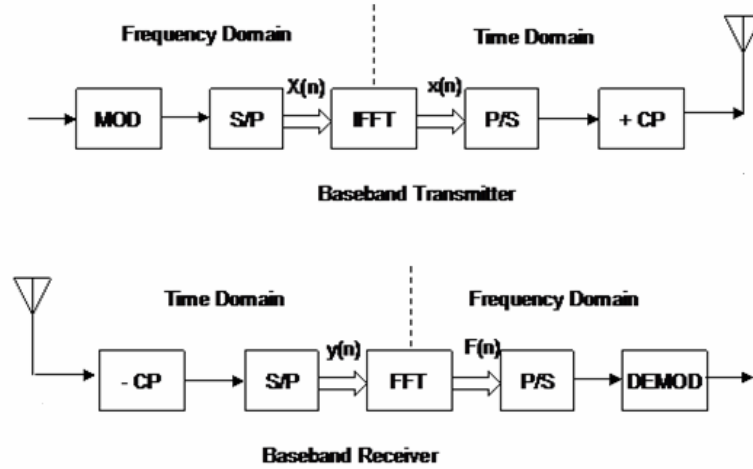 Frequency Domain
Time Domain
X(n)
x(n)
MOD
S/P
IFFT
P/S
+ CP
Baseband Transmitter
Time Domain
Frequency Domain
y(n)
F(n)
- CP
S/P
FFT
P/S
DEMOD
Baseband Receiver